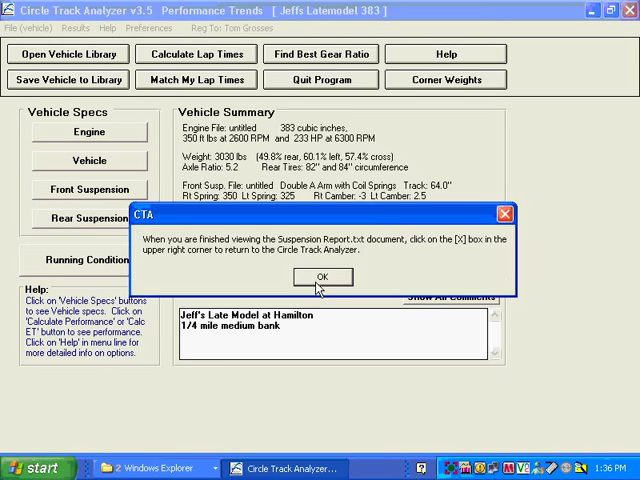 Circle Track Analyzer v3.5   Performance Trends   [ Jeffs Latemodel 383 ]
File (vehicle)   Results   Help   Preferences   Reg To: Tom Grosses
Open Vehicle Library   Calculate Lap Times   Find Best Gear Ratio   Help
Save Vehicle to Library   Match My Lap Times   Quit Program   Corner Weights
Vehicle Specs
Engine
Vehicle
Front Suspension
Rear Suspension
Running Condition
Vehicle Summary
Engine File: untitled   383 cubic inches,
350 ft lbs at 2600 RPM   and 233 HP at 6300 RPM
Weight: 3030 lbs   (49.8% rear, 60.1% left, 57.4% cross)
Axle Ratio: 5.2   Rear Tires: 82" and 84" circumference
Front Susp. File: untitled   Double A Arm with Coil Springs   Track: 64.0"
Rt Spring: 350  Lt Spring: 325   Rt Camber: -3  Lt Camber: 2.5
CTA
When you are finished viewing the Suspension Report.txt document, click on the [X] box in the
upper right corner to return to the Circle Track Analyzer.
OK
Show All Comments
Help:
Click on 'Vehicle Specs' buttons
to see Vehicle specs.  Click on
'Calculate Performance' or 'Calc
ET' button to see performance.
Click on 'Help' in menu line for
more detailed info on options.
Jeff's Late Model at Hamilton
1/4 mile medium bank
start   2 Windows Explorer   Circle Track Analyzer...   1:36 PM